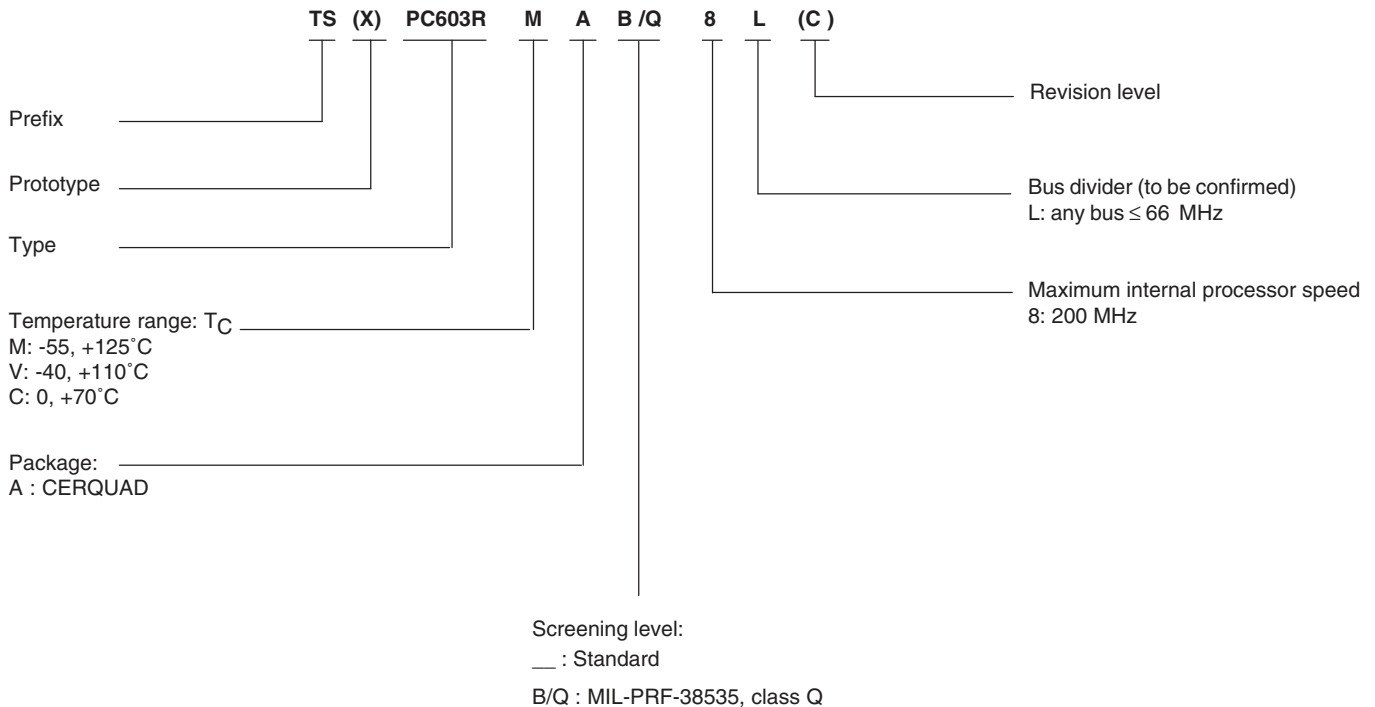 TS (X) PC603R M A B /Q 8 L (C )
Prefix
Prototype
Type
Temperature range: TC
M: -55, +125˚C
V: -40, +110˚C
C: 0, +70˚C
Package:
A : CERQUAD
Screening level:
__ : Standard
B/Q : MIL-PRF-38535, class Q
Revision level
Bus divider (to be confirmed)
L: any bus ≤ 66 MHz
Maximum internal processor speed
8: 200 MHz